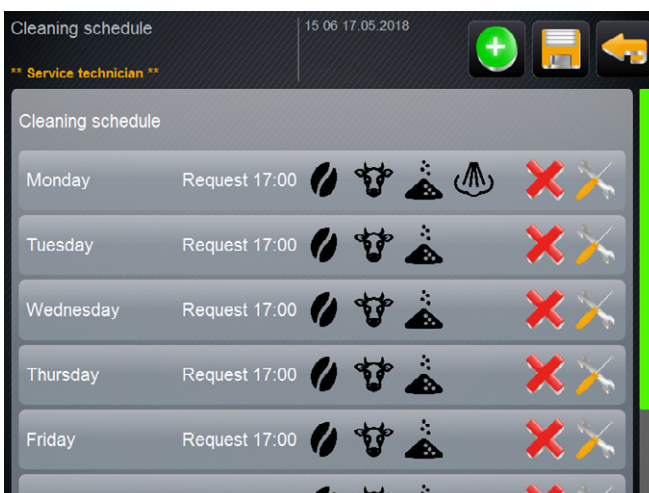 Cleaning schedule
15 06 17.05.2018
** Service technician **
Cleaning schedule
Monday Request 17:00
Tuesday Request 17:00
Wednesday Request 17:00
Thursday Request 17:00
Friday Request 17:00